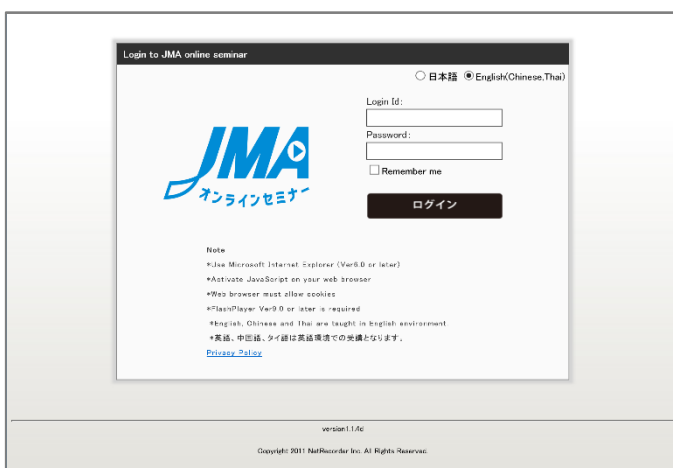 Login to JMA online seminar
日本語 English(Chinese,Thai)
Login Id:
Password:
Remember me
JMA
オンラインセミナー
ログイン
Note
*Use Microsoft Internet Explorer (Ver6.0 or later)
*Activate JavaScript on your web browser
*Web browser must allow cookies
*FlashPlayer Ver9.0 or later is required
*English, Chinese and Thai are taught in English environment
*英語、中国語、タイ語は英語環境での受講となります。
Privacy Policy
version1.1.4d
Copyright 2011 NetRecorder Inc. All Rights Reserved.